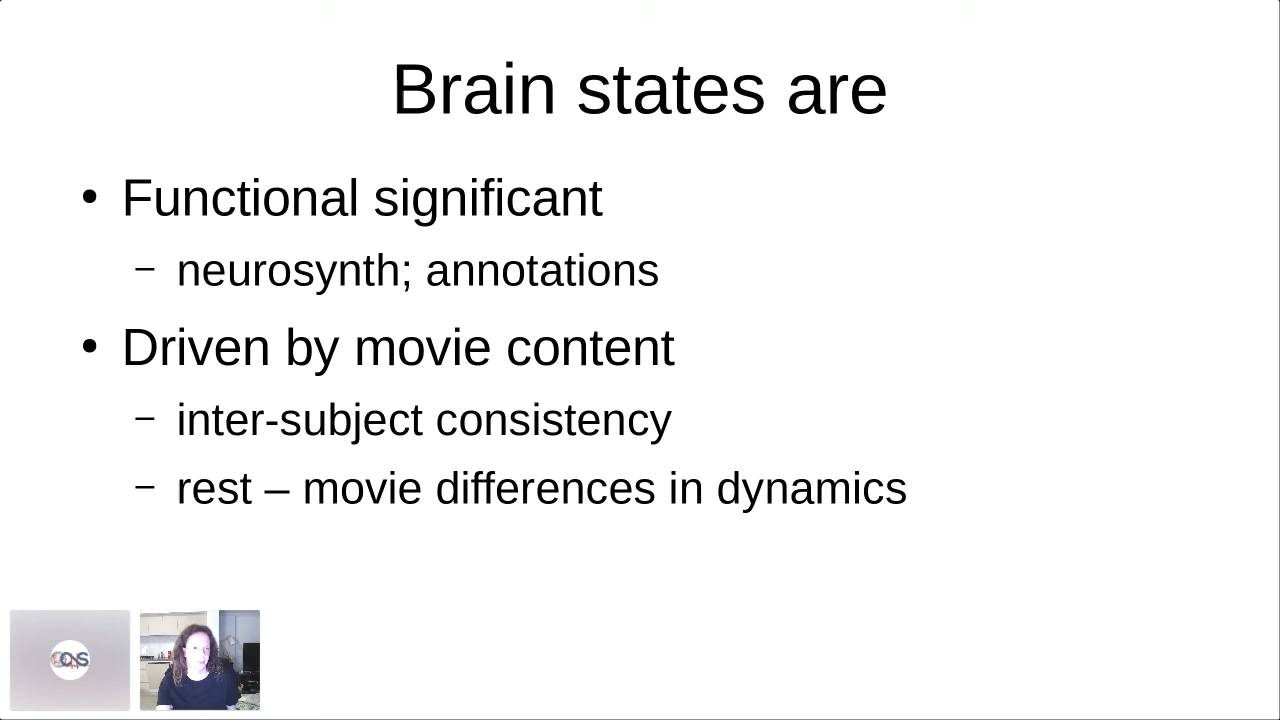 Brain states are
• Functional significant
– neurosynth; annotations
• Driven by movie content
– inter-subject consistency
– rest – movie differences in dynamics